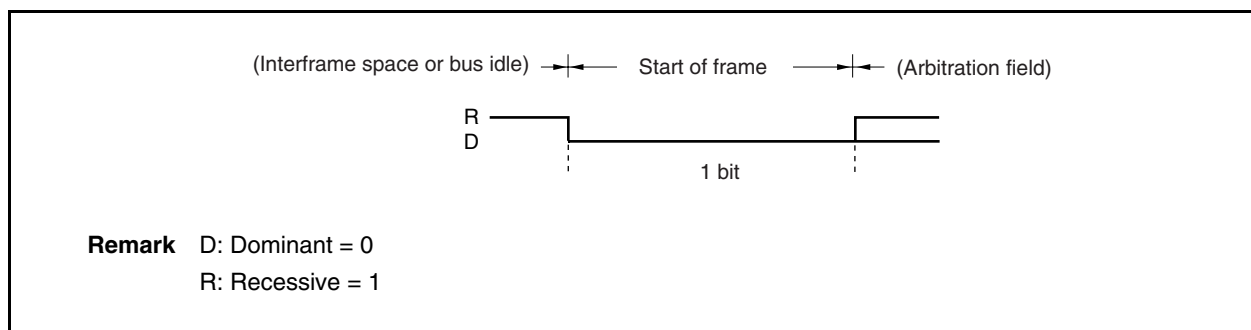 (Interframe space or bus idle) Start of frame (Arbitration field)
R
D
1 bit
Remark D: Dominant = 0
R: Recessive = 1